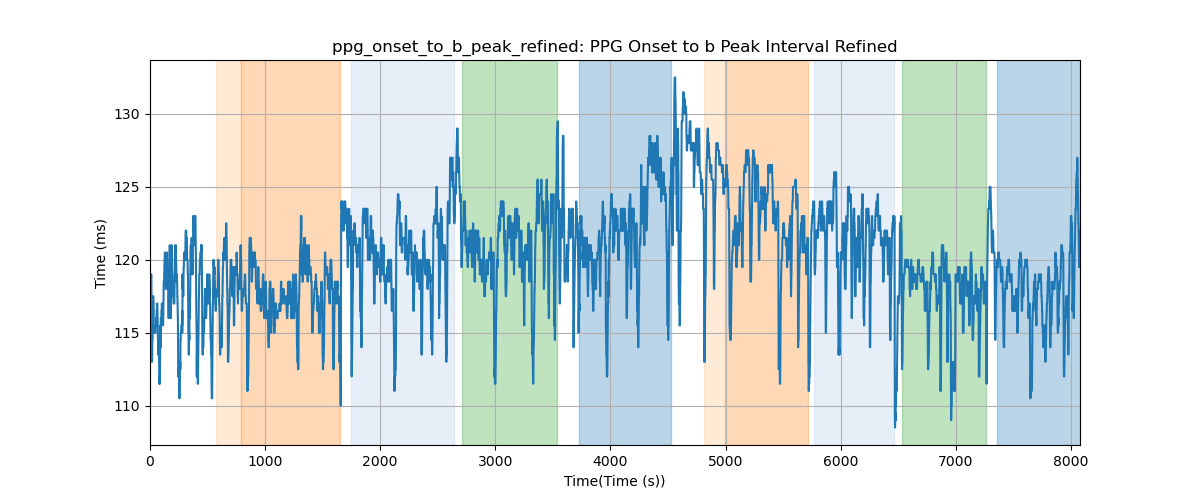 ppg_onset_to_b_peak_refined: PPG Onset to b Peak Interval Refined
Time (ms)
130
125
120
115
110
0 1000 2000 3000 4000 5000 6000 7000 8000
Time(Time (s))